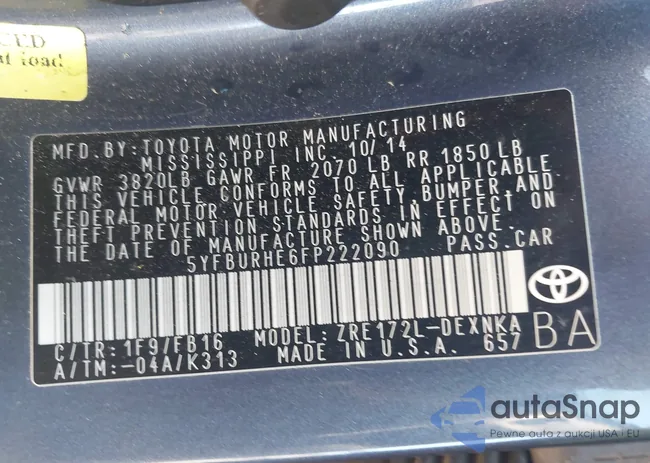 at load
MFD. BY: TOYOTA MOTOR MANUFACTURING
MISSISSIPPI INC. 10/14
GVWR 3820LB GAWR FR 2070 LB RR 1850 LB
THIS VEHICLE CONFORMS TO ALL APPLICABLE
FEDERAL MOTOR VEHICLE SAFETY, BUMPER, AND
THEFT PREVENTION STANDARDS IN EFFECT ON
THE DATE OF MANUFACTURE SHOWN ABOVE.
5YFBURHE6FP222090 PASS. CAR
C/TR: 1F9/FB16 MODEL: ZRE172L-DEXNKA
A/TM: -04A/K313 MADE IN U.S.A. 657
BA
autaSnap
Pewne auta z aukcji USA i EU